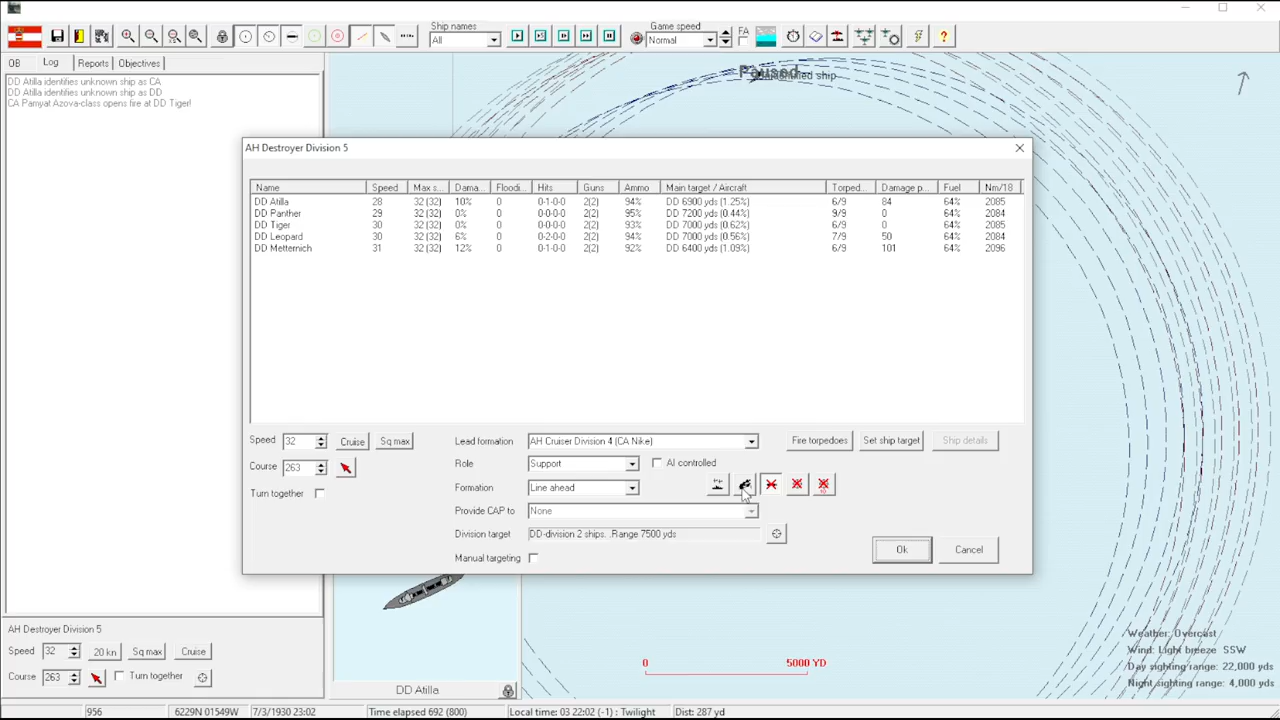 Ship names
Game speed
All
Normal
FA
OB Log Reports Objectives
DD Atilla identifies unknown ship as CA
DD Atilla identifies unknown ship as DD
CA Pamyat Azova-class opens fire at DD Tiger!
Paused
AH Destroyer Division 5
Name Speed Max s... Dama... Floodi... Hits Guns Ammo Main target / Aircraft Torped... Damage p... Fuel Nm/18
DD Atilla 28 32 (32) 10% 0 0-1-0-0 2(2) 94% DD 6900 yds (1.25%) 6/9 84 64% 2085
DD Panther 29 32 (32) 0% 0 0-0-0-0 2(2) 95% DD 7200 yds (0.44%) 9/9 0 64% 2084
DD Tiger 30 32 (32) 0% 0 0-0-0-0 2(2) 93% DD 7000 yds (0.62%) 6/9 0 64% 2085
DD Leopard 30 32 (32) 6% 0 0-2-0-0 2(2) 94% DD 7000 yds (0.56%) 7/9 50 64% 2084
DD Metternich 31 32 (32) 12% 0 0-1-0-0 2(2) 92% DD 6400 yds (1.09%) 6/9 101 64% 2096
Speed 32 Cruise Sq max
Course 263
Turn together
Lead formation AH Cruiser Division 4 (CA Nike)
Role Support AI controlled
Formation Line ahead
Provide CAP to None
Division target DD-division 2 ships. .Range 7500 yds
Manual targeting
Fire torpedoes Set ship target Ship details
Ok Cancel
AH Destroyer Division 5
Speed 32 20 kn Sq max Cruise
Course 263 Turn together
DD Atilla
0 5000 YD
Weather: Overcast
Wind: Light breeze SSW
Day sighting range: 22,000 yds
Night sighting range: 4,000 yds
956 6229N 01549W 7/3/1930 23:02 Time elapsed 692 (800) Local time: 03 22:02 (-1) : Twilight Dist: 287 yd